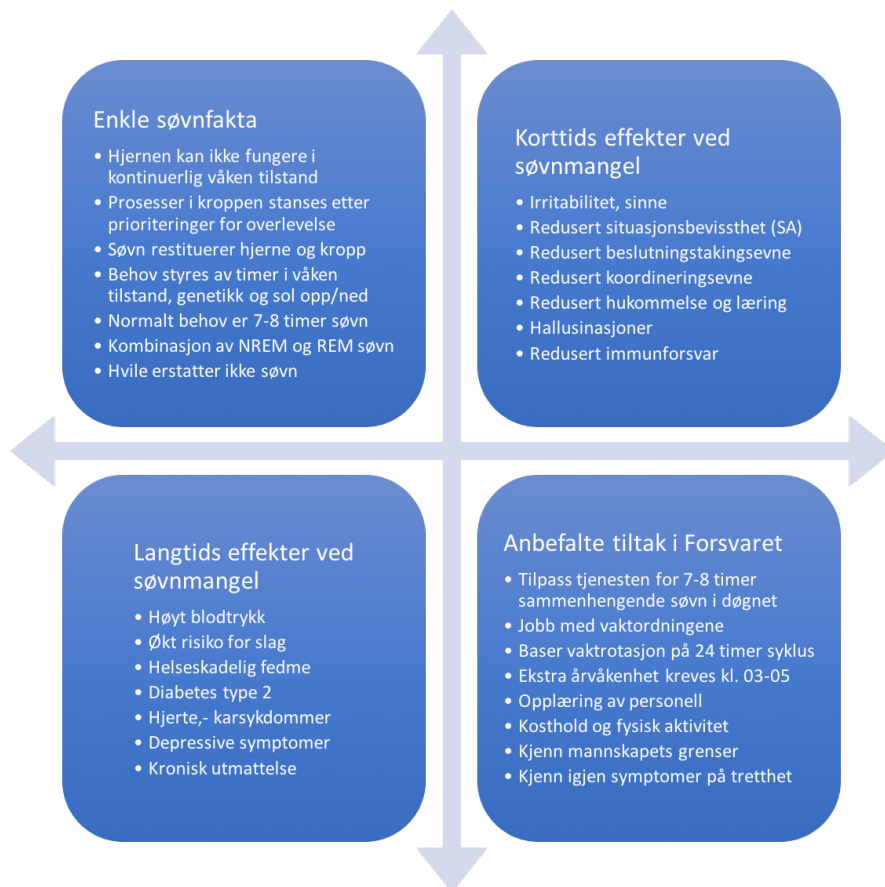 Enkle søvnfakta
• Hjernen kan ikke fungere i
kontinuerlig våken tilstand
• Prosesser i kroppen stanses etter
prioriteringer for overlevelse
• Søvn restituerer hjerne og kropp
• Behov styres av timer i våken
tilstand, genetikk og sol opp/ned
• Normalt behov er 7-8 timer søvn
• Kombinasjon av NREM og REM søvn
• Hvile erstatter ikke søvn
Korttids effekter ved
søvnmangel
• Irritabilitet, sinne
• Redusert situasjonsbevissthet (SA)
• Redusert beslutningstakingsevne
• Redusert koordineringsevne
• Redusert hukommelse og læring
• Hallusinasjoner
• Redusert immunforsvar
Langtids effekter ved
søvnmangel
• Høyt blodtrykk
• Økt risiko for slag
• Helseskadelig fedme
• Diabetes type 2
• Hjerte,- karsykdommer
• Depressive symptomer
• Kronisk utmattelse
Anbefalte tiltak i Forsvaret
• Tilpass tjenesten for 7-8 timer
sammenhengende søvn i døgnet
• Jobb med vaktordningene
• Baser vaktrotasjon på 24 timer syklus
• Ekstra årvåkenhet kreves kl. 03-05
• Opplæring av personell
• Kosthold og fysisk aktivitet
• Kjenn mannskapets grenser
• Kjenn igjen symptomer på tretthet